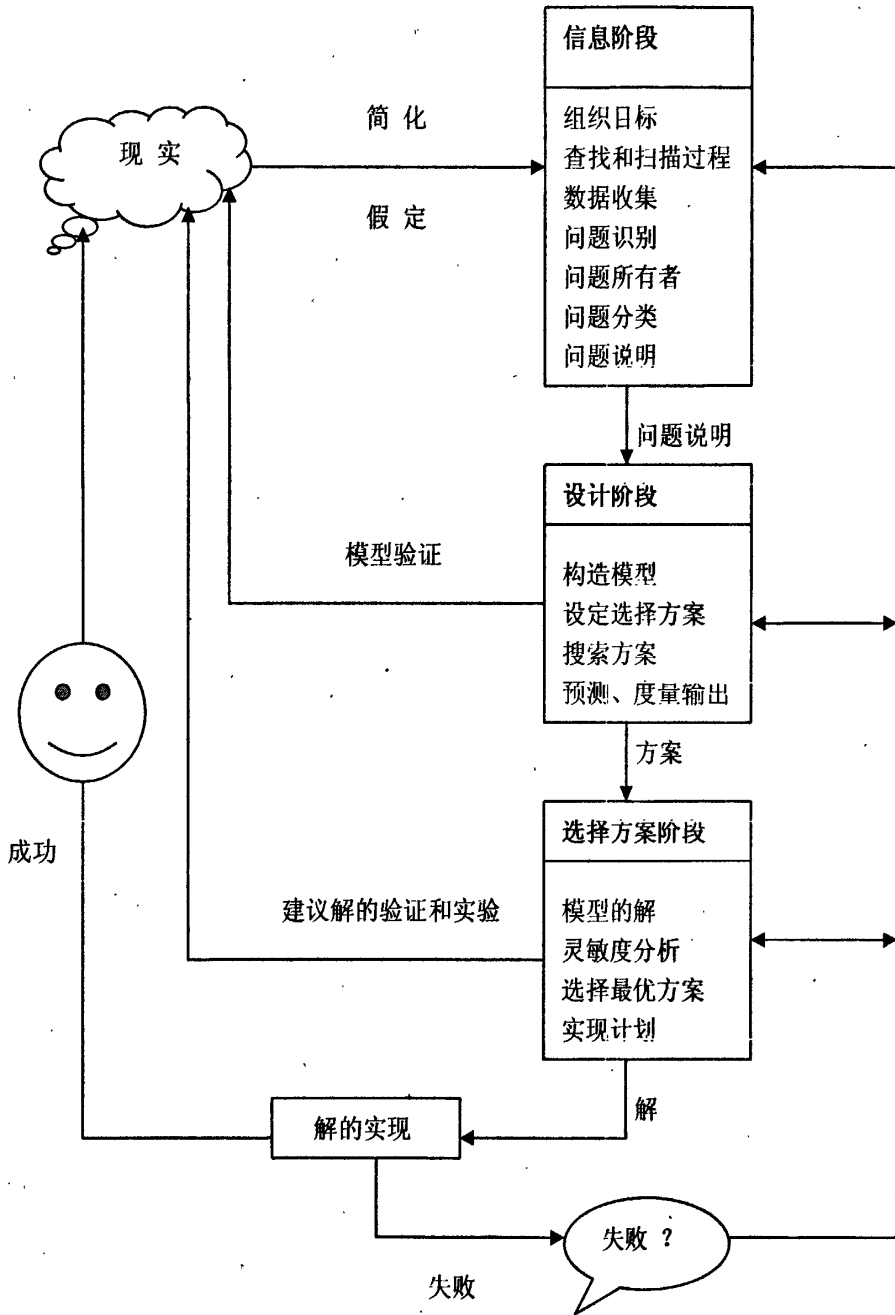 信息阶段
组织目标
查找和扫描过程
数据收集
问题识别
问题所有者
问题分类
问题说明
现 实
简 化
假 定
问题说明
设计阶段
构造模型
设定选择方案
搜索方案
预测、度量输出
模型验证
方案
选择方案阶段
模型的解
灵敏度分析
选择最优方案
实现计划
建议解的验证和实验
成功
解
解的实现
失败 ？
失败